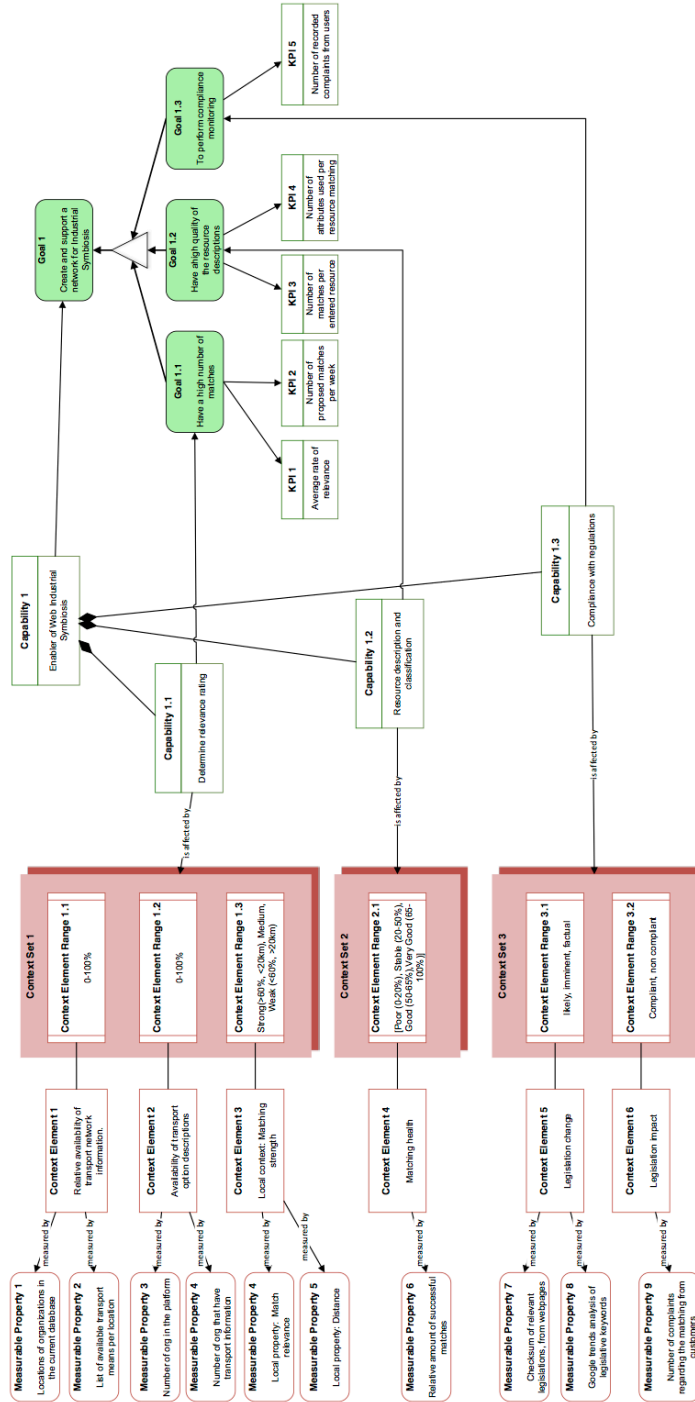 Goal 1
Create and support a
network for Industrial
Symbiosis
Goal 1.1
Have a high number of
matches
Goal 1.2
Have ahigh quality of
the resource
descriptions
Goal 1.3
To perform compliance
monitoring
KPI 1
Average rate of
relevance
KPI 2
Number of
proposed matches
per week
KPI 3
Number of
matches per
entered resource
KPI 4
Number of
attributes used per
resource matching
KPI 5
Number of recorded
complaints from users
Capability 1
Enabler of Web Industrial
Symbiosis
Capability 1.1
Determine relevance rating
Capability 1.2
Resource description and
classification
Capability 1.3
Compliance with regulations
is affected by
is affected by
is affected by
Context Set 1
Context Element Range 1.1
0-100%
Context Element Range 1.2
0-100%
Context Element Range 1.3
Strong(>60%, <20km), Medium,
Weak (<60%, >20km)
Context Set 2
Context Element Range 2.1
[Poor (0-20%), Stable (20-50%),
Good (50-65%),Very Good (65-
100%)]
Context Set 3
Context Element Range 3.1
likely, imminent, factual
Context Element Range 3.2
Compliant, non compliant
Context Element 1
Relative availability of
transport network
information.
Context Element 2
Availability of transport
option descriptions
Context Element 3
Local context: Matching
strength
Context Element 4
Matching health
Context Element 5
Legislation change
Context Element 6
Legislation impact
measured by
measured by
measured by
measured by
measured by
measured by
measured by
measured by
measured by
measured by
Measurable Property 1
Locations of organizations in
the current database
Measurable Property 2
List of available transport
means per location
Measurable Property 3
Number of org in the platform
Measurable Property 4
Number of org that have
transport information
Measurable Property 4
Local property: Match
relevance
Measurable Property 5
Local property: Distance
Measurable Property 6
Relative amount of successful
matches
Measurable Property 7
Checksum of relevant
legislations, from webpages
Measurable Property 8
Google trends analysis of
legislative keywords
Measurable Property 9
Number of complaints
regarding the matching from
customers